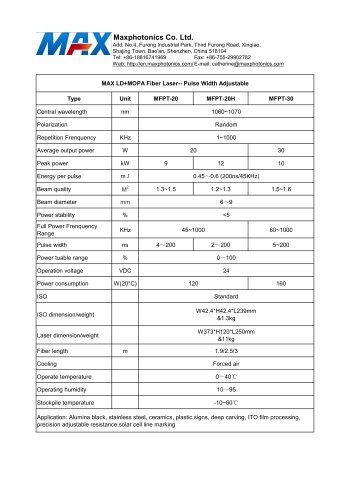 MAX
Maxphotonics Co. Ltd.
Add: No.4, Furong Industrial Park, Third Furong Road, Xinqiao,
Shajing Town, Bao'an, Shenzhen, China 518104
Tel: +86-18816741969 Fax: +86-755-29902782
Web: http://en.maxphotonics.com/E-mail: catherine@maxphotonics.com
MAX LD+MOPA Fiber Laser-- Pulse Width Adjustable
Type Unit MFPT-20 MFPT-20H MFPT-30
Central wavelength nm 1060~1070
Polarization Random
Repetition Frenquency KHz 1~1000
Average output power W 20 30
Peak power kW 9 12 10
Energy per pulse mJ 0.45~0.6 (200ns/45KHz)
Beam quality M² 1.3~1.5 1.2~1.3 1.5~1.6
Beam diameter mm 6~9
Power stability % <5
Full Power Frenquency
Range KHz 45~1000 60~1000
Pulse width ns 4~200 2~200 5~200
Power tuable range % 0~100
Operation voltage VDC 24
Power consumption W(20°C) 120 160
ISO Standard
ISO dimension/weight W42.4*H42.4*L239mm
&1.3kg
Laser dimension/weight W373*H120*L250mm
&11kg
Fiber length m 1.9/2.5/3
Cooling Forced air
Operate temperature 0~40℃
Operating humidity 10~95
Stockpile temperature -10~60℃
Application: Alumina black, stainless steel, ceramics, plastic signs, deep carving, ITO film processing,
precision adjustable resistance,solar cell line marking